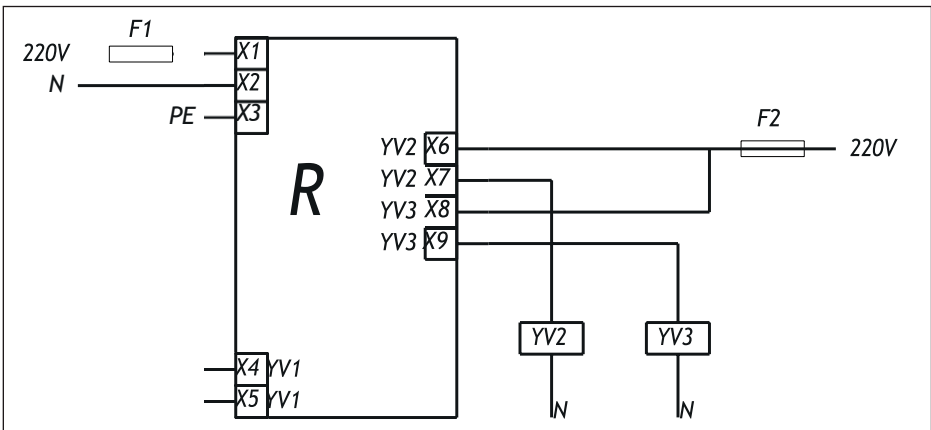 F1
220V
X1
N
X2
PE
X3
F2
YV2 X6
220V
YV2 X7
R
YV3 X8
YV3 X9
YV2
YV3
X4 YV1
X5 YV1
N
N